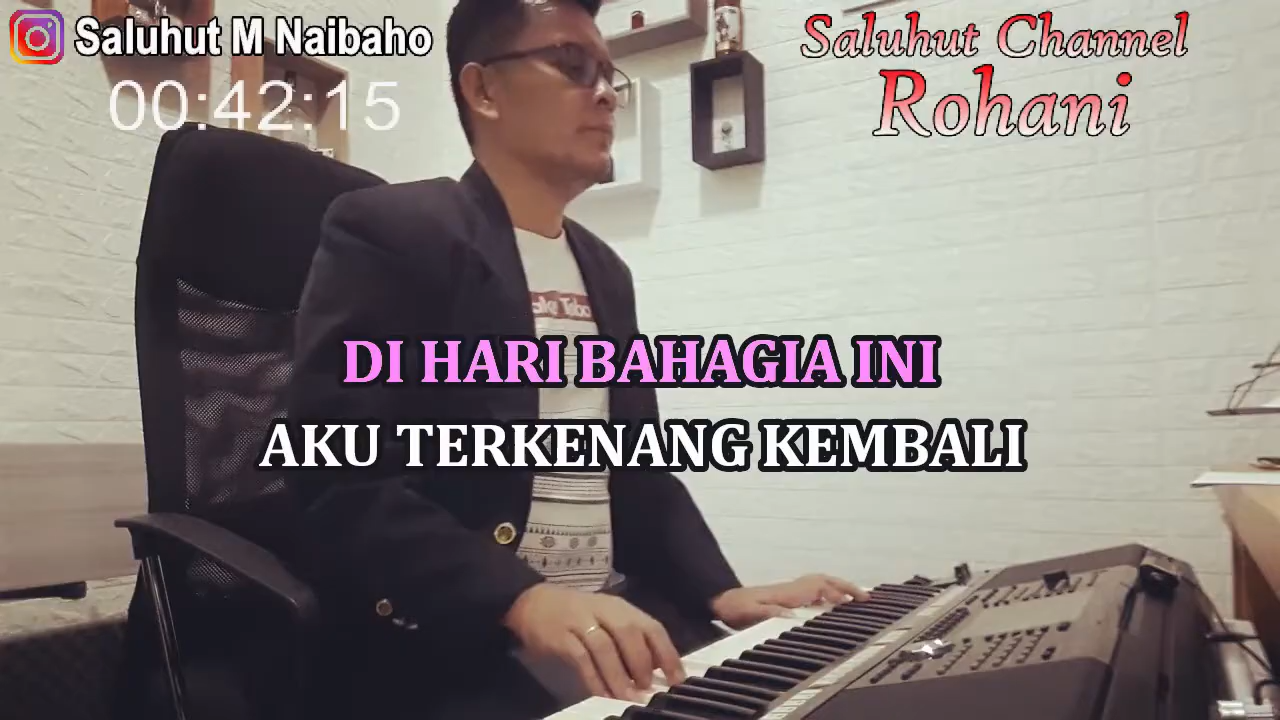 Saluhut M Naibaho
Saluhut Channel
00:42:15
Rohani
DI HARI BAHAGIA INI
AKU TERKENANG KEMBALI